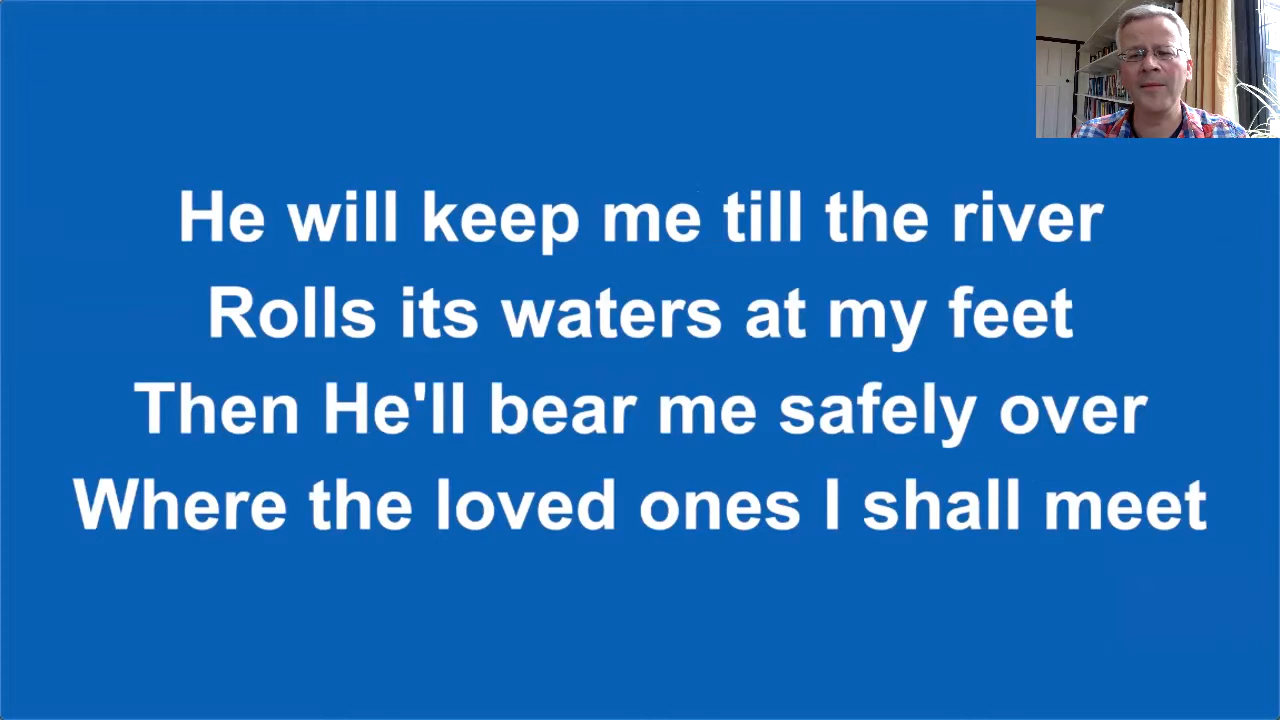 He will keep me till the river
Rolls its waters at my feet
Then He'll bear me safely over
Where the loved ones I shall meet